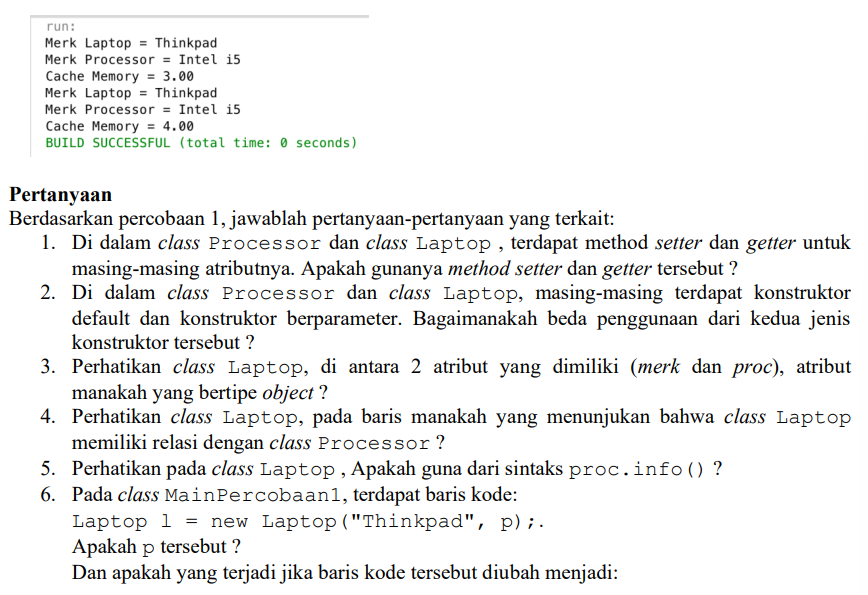 run:
Merk Laptop = Thinkpad
Merk Processor = Intel i5
Cache Memory = 3.00
Merk Laptop = Thinkpad
Merk Processor = Intel i5
Cache Memory = 4.00
BUILD SUCCESSFUL (total time: 0 seconds)
Pertanyaan
Berdasarkan percobaan 1, jawablah pertanyaan-pertanyaan yang terkait:
1. Di dalam class Processor dan class Laptop , terdapat method setter dan getter untuk
masing-masing atributnya. Apakah gunanya method setter dan getter tersebut ?
2. Di dalam class Processor dan class Laptop, masing-masing terdapat konstruktor
default dan konstruktor berparameter. Bagaimanakah beda penggunaan dari kedua jenis
konstruktor tersebut ?
3. Perhatikan class Laptop, di antara 2 atribut yang dimiliki (merk dan proc), atribut
manakah yang bertipe object ?
4. Perhatikan class Laptop, pada baris manakah yang menunjukan bahwa class Laptop
memiliki relasi dengan class Processor ?
5. Perhatikan pada class Laptop , Apakah guna dari sintaks proc.info() ?
6. Pada class MainPercobaan1, terdapat baris kode:
Laptop l = new Laptop("Thinkpad", p);.
Apakah p tersebut ?
Dan apakah yang terjadi jika baris kode tersebut diubah menjadi: